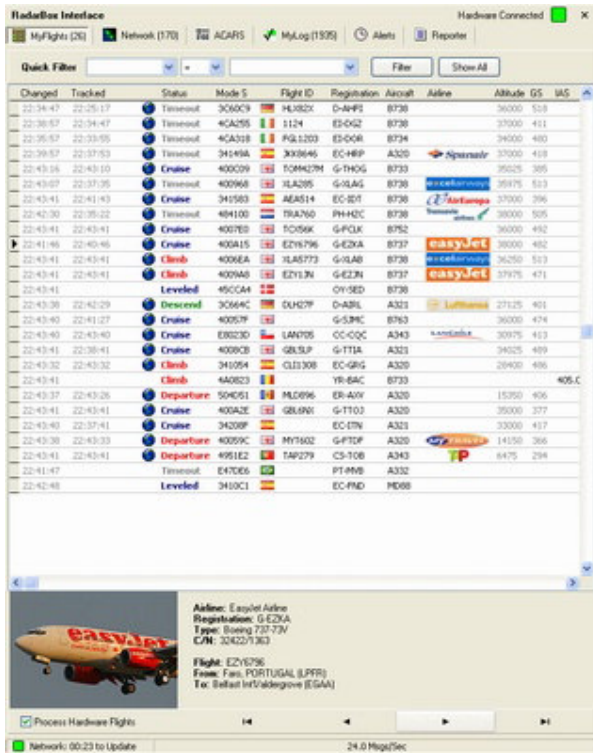 RadarBox Interface Hardware Connected
MyFlights (26) Network (170) ACARS MyLog (1935) Alerts Reporter
Quick Filter = Filter Show All
Changed Tracked Status Mode S Flight ID Registration Aircraft Airline Altitude GS IAS
22:34:47 22:25:17 Timeout 3C60C9 HLX82X D-AHFI B738 36000 518
22:38:57 22:34:47 Timeout 4CA255 1124 EI-DGZ B738 37000 411
22:35:57 22:33:55 Timeout 4CA318 PGL1203 EI-DOR B734 34000 480
22:39:57 22:37:53 Timeout 34149A JKK8646 EC-HRP A320 Spanair 37000 418
22:43:16 22:43:10 Cruise 400C09 TOM427M G-THOG B733 35025 385
22:43:07 22:37:35 Timeout 400968 XLA285 G-XLAG B738 excelairways 35975 513
22:43:41 22:41:43 Cruise 341583 AEA514 EC-IDT B738 AirEuropa 37000 396
22:42:30 22:35:22 Timeout 484100 TRA760 PH-HZC B738 Transavia airlines 38000 505
22:43:41 22:43:41 Cruise 4007E0 TCX56K G-FCLK B752 36000 492
22:41:46 22:40:46 Cruise 400A15 EZY6796 G-EZKA B737 easyJet 38000 482
22:43:41 22:43:41 Climb 4006EA XLA5773 G-XLAB B738 excelairways 36250 513
22:43:41 22:43:41 Climb 4009A8 EZY13N G-EZJN B737 easyJet 37975 471
22:43:41 Leveled 45CCA4 OY-SED B738
22:43:38 22:42:29 Descend 3C664C DLH27F D-AIRL A321 Lufthansa 27125 401
22:43:40 22:41:27 Cruise 40057F G-SJMC B763 36000 474
22:43:40 22:43:40 Cruise E8023D LAN705 CC-CQC A343 30975 413
22:43:41 22:38:41 Cruise 4008CB GBL5LP G-TTIA A321 34025 489
22:43:32 22:43:32 Climb 341054 CLI1308 EC-GRG A320 28400 486
22:43:41 Climb 4A0823 YR-BAC B733 405.0
22:43:37 22:43:26 Departure 504D51 MLD896 ER-AXV A320 15350 406
22:43:41 22:43:41 Cruise 400A2E GBL6NX G-TTOJ A320 35000 377
22:43:40 22:37:41 Cruise 34208F EC-ITN A321 33000 417
22:43:38 22:43:33 Departure 40059C MYT602 G-FTDF A320 MyTravel 14150 366
22:43:41 22:43:41 Departure 4951E2 TAP279 CS-TOB A343 TP 6475 294
22:41:47 Timeout E47DE6 PT-MVB A332
22:42:48 Leveled 3410C1 EC-FND MD88
easyJet
Airline: EasyJet Airline
Registration: G-EZKA
Type: Boeing 737-73V
C/N: 32422/1363
Flight: EZY6796
From: Faro, PORTUGAL (LPFR)
To: Belfast Int'l/aldergrove (EGAA)
Process Hardware Flights
Network: 00:23 to Update 24.0 Msgs/Sec